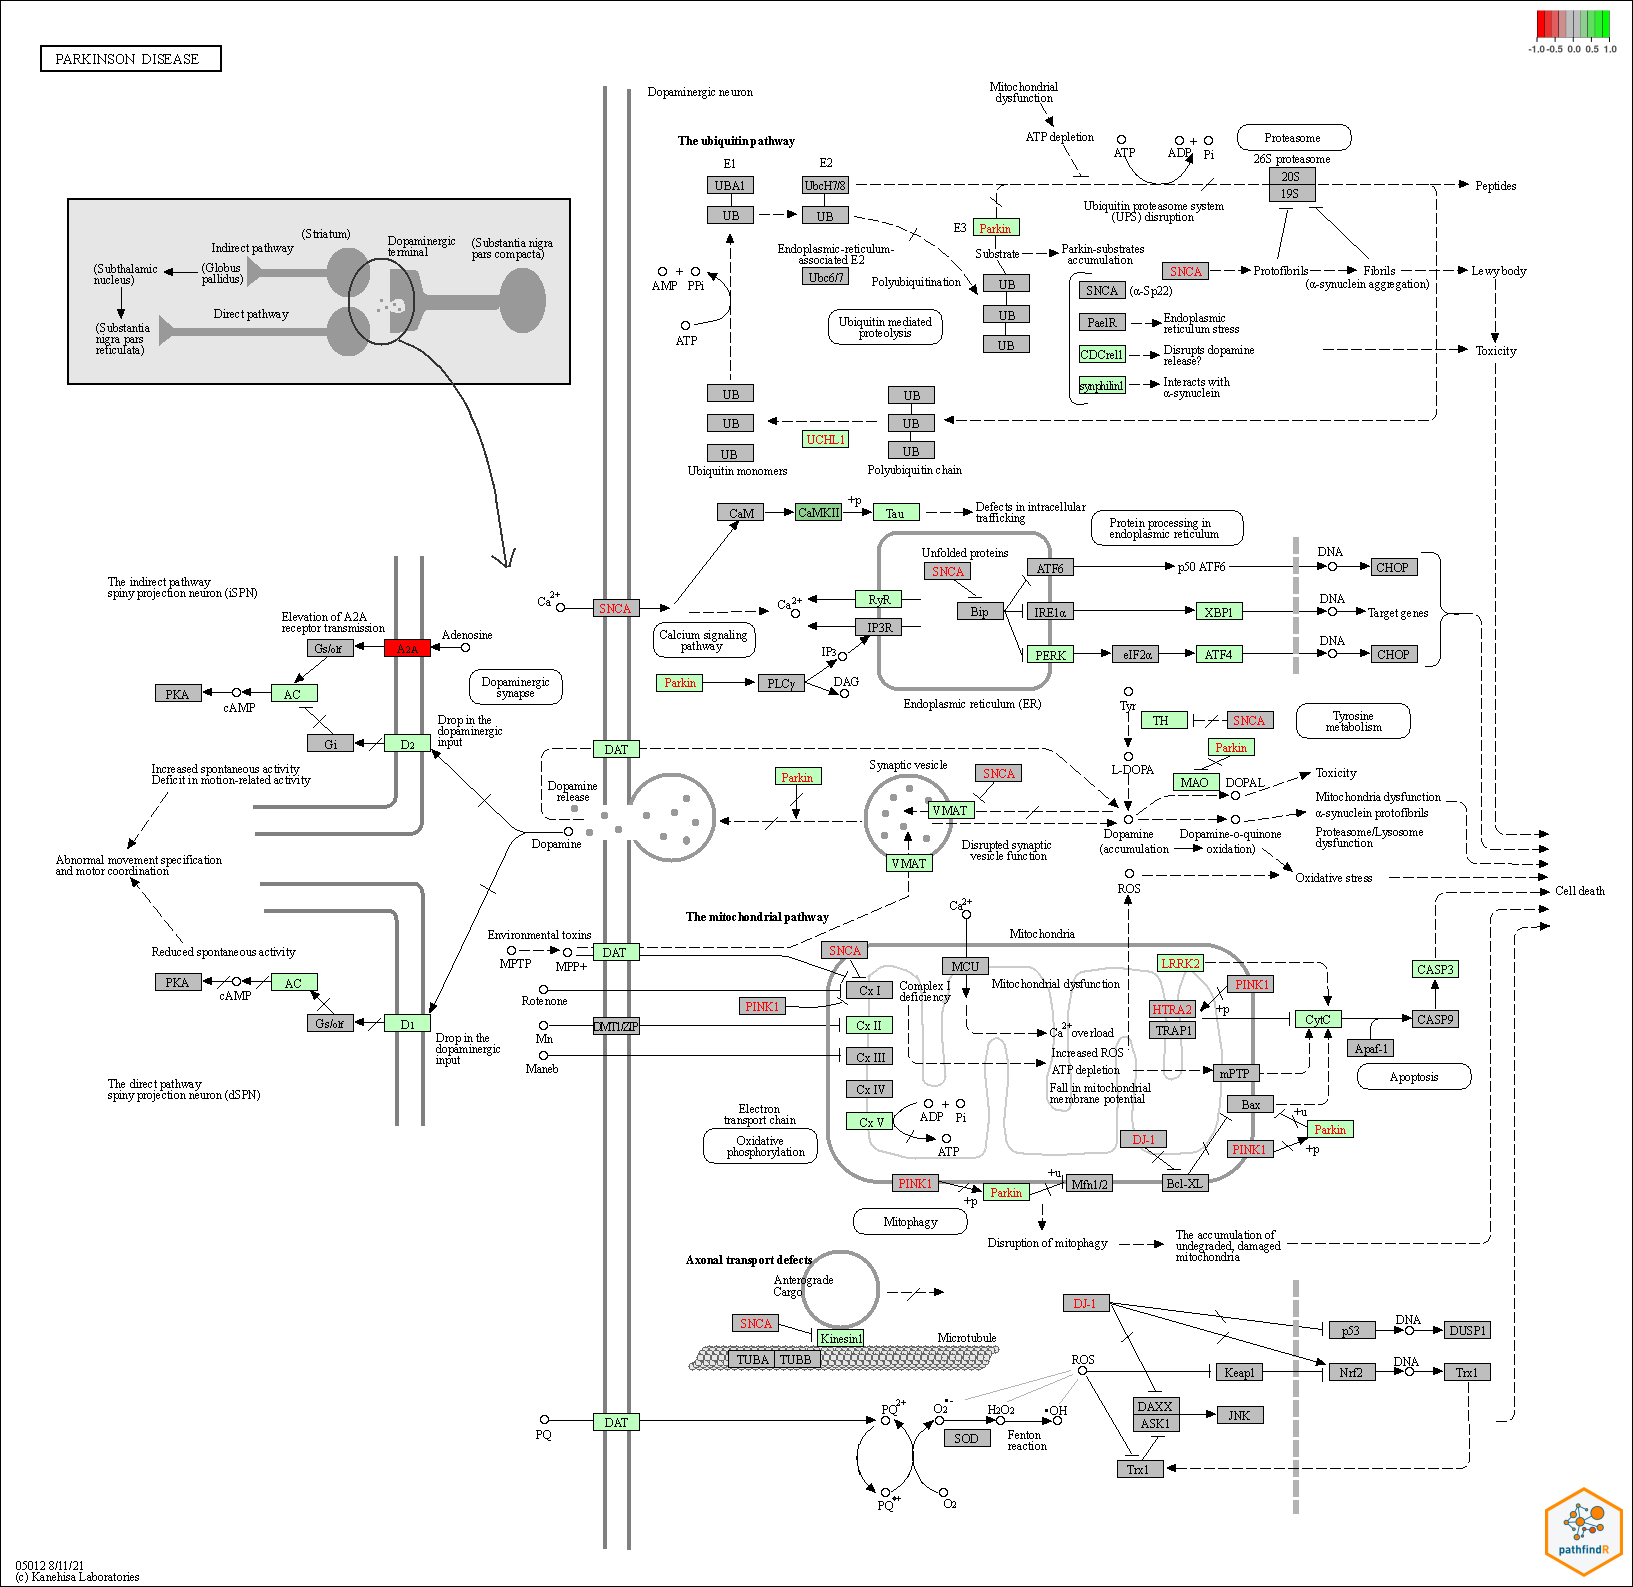 -1.0 -0.5 0.0 0.5 1.0
PARKINSON DISEASE
Dopaminergic neuron
Mitochondrial
dysfunction
ATP depletion
The ubiquitin pathway
E1
E2
ATP
ADP
+
Pi
Proteasome
26S proteasome
UBA1
UbcH7/8
20S
19S
Peptides
UB
UB
Ubiquitin proteasome system
(UPS) disruption
E3
Parkin
Endoplasmic-reticulum-
associated E2
Ubc6/7
Substrate
Parkin-substrates
accumulation
AMP
+
PPi
ATP
Polyubiquitination
UB
UB
UB
Ubiquitin mediated
proteolysis
SNCA
Protofibrils
Fibrils
Lewy body
(α-synuclein aggregation)
SNCA
(α-Sp22)
PaelR
Endoplasmic
reticulum stress
CDCrel1
Disrupts dopamine
release?
Toxicity
synphilin1
Interacts with
α-synuclein
UB
UB
UB
Ubiquitin monomers
UCHL1
UB
UB
UB
Polyubiquitin chain
(Striatum)
Indirect pathway
Dopaminergic
terminal
(Substantia nigra
pars compacta)
(Subthalamic
nucleus)
(Globus
pallidus)
Direct pathway
(Substantia
nigra pars
reticulata)
CaM
CaMKII
+p
Tau
Defects in intracellular
trafficking
Protein processing in
endoplasmic reticulum
Unfolded proteins
SNCA
ATF6
p50 ATF6
DNA
CHOP
Ca2+
SNCA
Ca2+
RyR
Bip
IRE1α
XBP1
DNA
Target genes
Calcium signaling
pathway
IP3R
IP3
PERK
eIF2α
ATF4
DNA
CHOP
Parkin
PLCγ
DAG
Endoplasmic reticulum (ER)
The indirect pathway
spiny projection neuron (iSPN)
Elevation of A2A
receptor transmission
Gs/olf
A2A
Adenosine
PKA
cAMP
AC
Dopaminergic
synapse
Gi
D2
Drop in the
dopaminergic
input
Increased spontaneous activity
Deficit in motion-related activity
Abnormal movement specification
and motor coordination
Reduced spontaneous activity
PKA
cAMP
AC
Gs/olf
D1
Drop in the
dopaminergic
input
The direct pathway
spiny projection neuron (dSPN)
Tyr
TH
SNCA
Tyrosine
metabolism
Parkin
L-DOPA
MAO
DOPAL
Toxicity
DAT
Dopamine
release
Parkin
Synaptic vesicle
SNCA
VMAT
Mitochondria dysfunction
α-synuclein protofibrils
Dopamine
Dopamine
(accumulation
Dopamine-o-quinone
oxidation)
Proteasome/Lysosome
dysfunction
Disrupted synaptic
vesicle function
VMAT
ROS
Oxidative stress
Cell death
The mitochondrial pathway
Ca2+
Environmental toxins
MPTP
MPP+
DAT
SNCA
Mitochondria
MCU
LRRK2
CASP3
Cx I
Complex I
deficiency
Mitochondrial dysfunction
PINK1
Rotenone
PINK1
HTRA2
+p
TRAP1
CytC
CASP9
Mn
DMT1/ZIP
Cx II
Ca2+ overload
Apaf-1
Maneb
Cx III
Increased ROS
ATP depletion
mPTP
Apoptosis
Cx IV
Fall in mitochondrial
membrane potential
Bax
+u
Electron
transport chain
Cx V
ADP
+
Pi
ATP
Parkin
Oxidative
phosphorylation
DJ-1
PINK1
+p
PINK1
+p
Parkin
+u
Mfn1/2
Bcl-XL
Mitophagy
Disruption of mitophagy
The accumulation of
undegraded, damaged
mitochondria
Axonal transport defects
Anterograde
Cargo
SNCA
Kinesin1
Microtubule
TUBA
TUBB
DJ-1
p53
DNA
DUSP1
ROS
Keap1
Nrf2
DNA
Trx1
PQ
DAT
PQ2+
O2•-
H2O2
•OH
SOD
Fenton
reaction
DAXX
ASK1
JNK
Trx1
PQ•+
O2
pathfindR
05012 8/11/21
(c) Kanehisa Laboratories